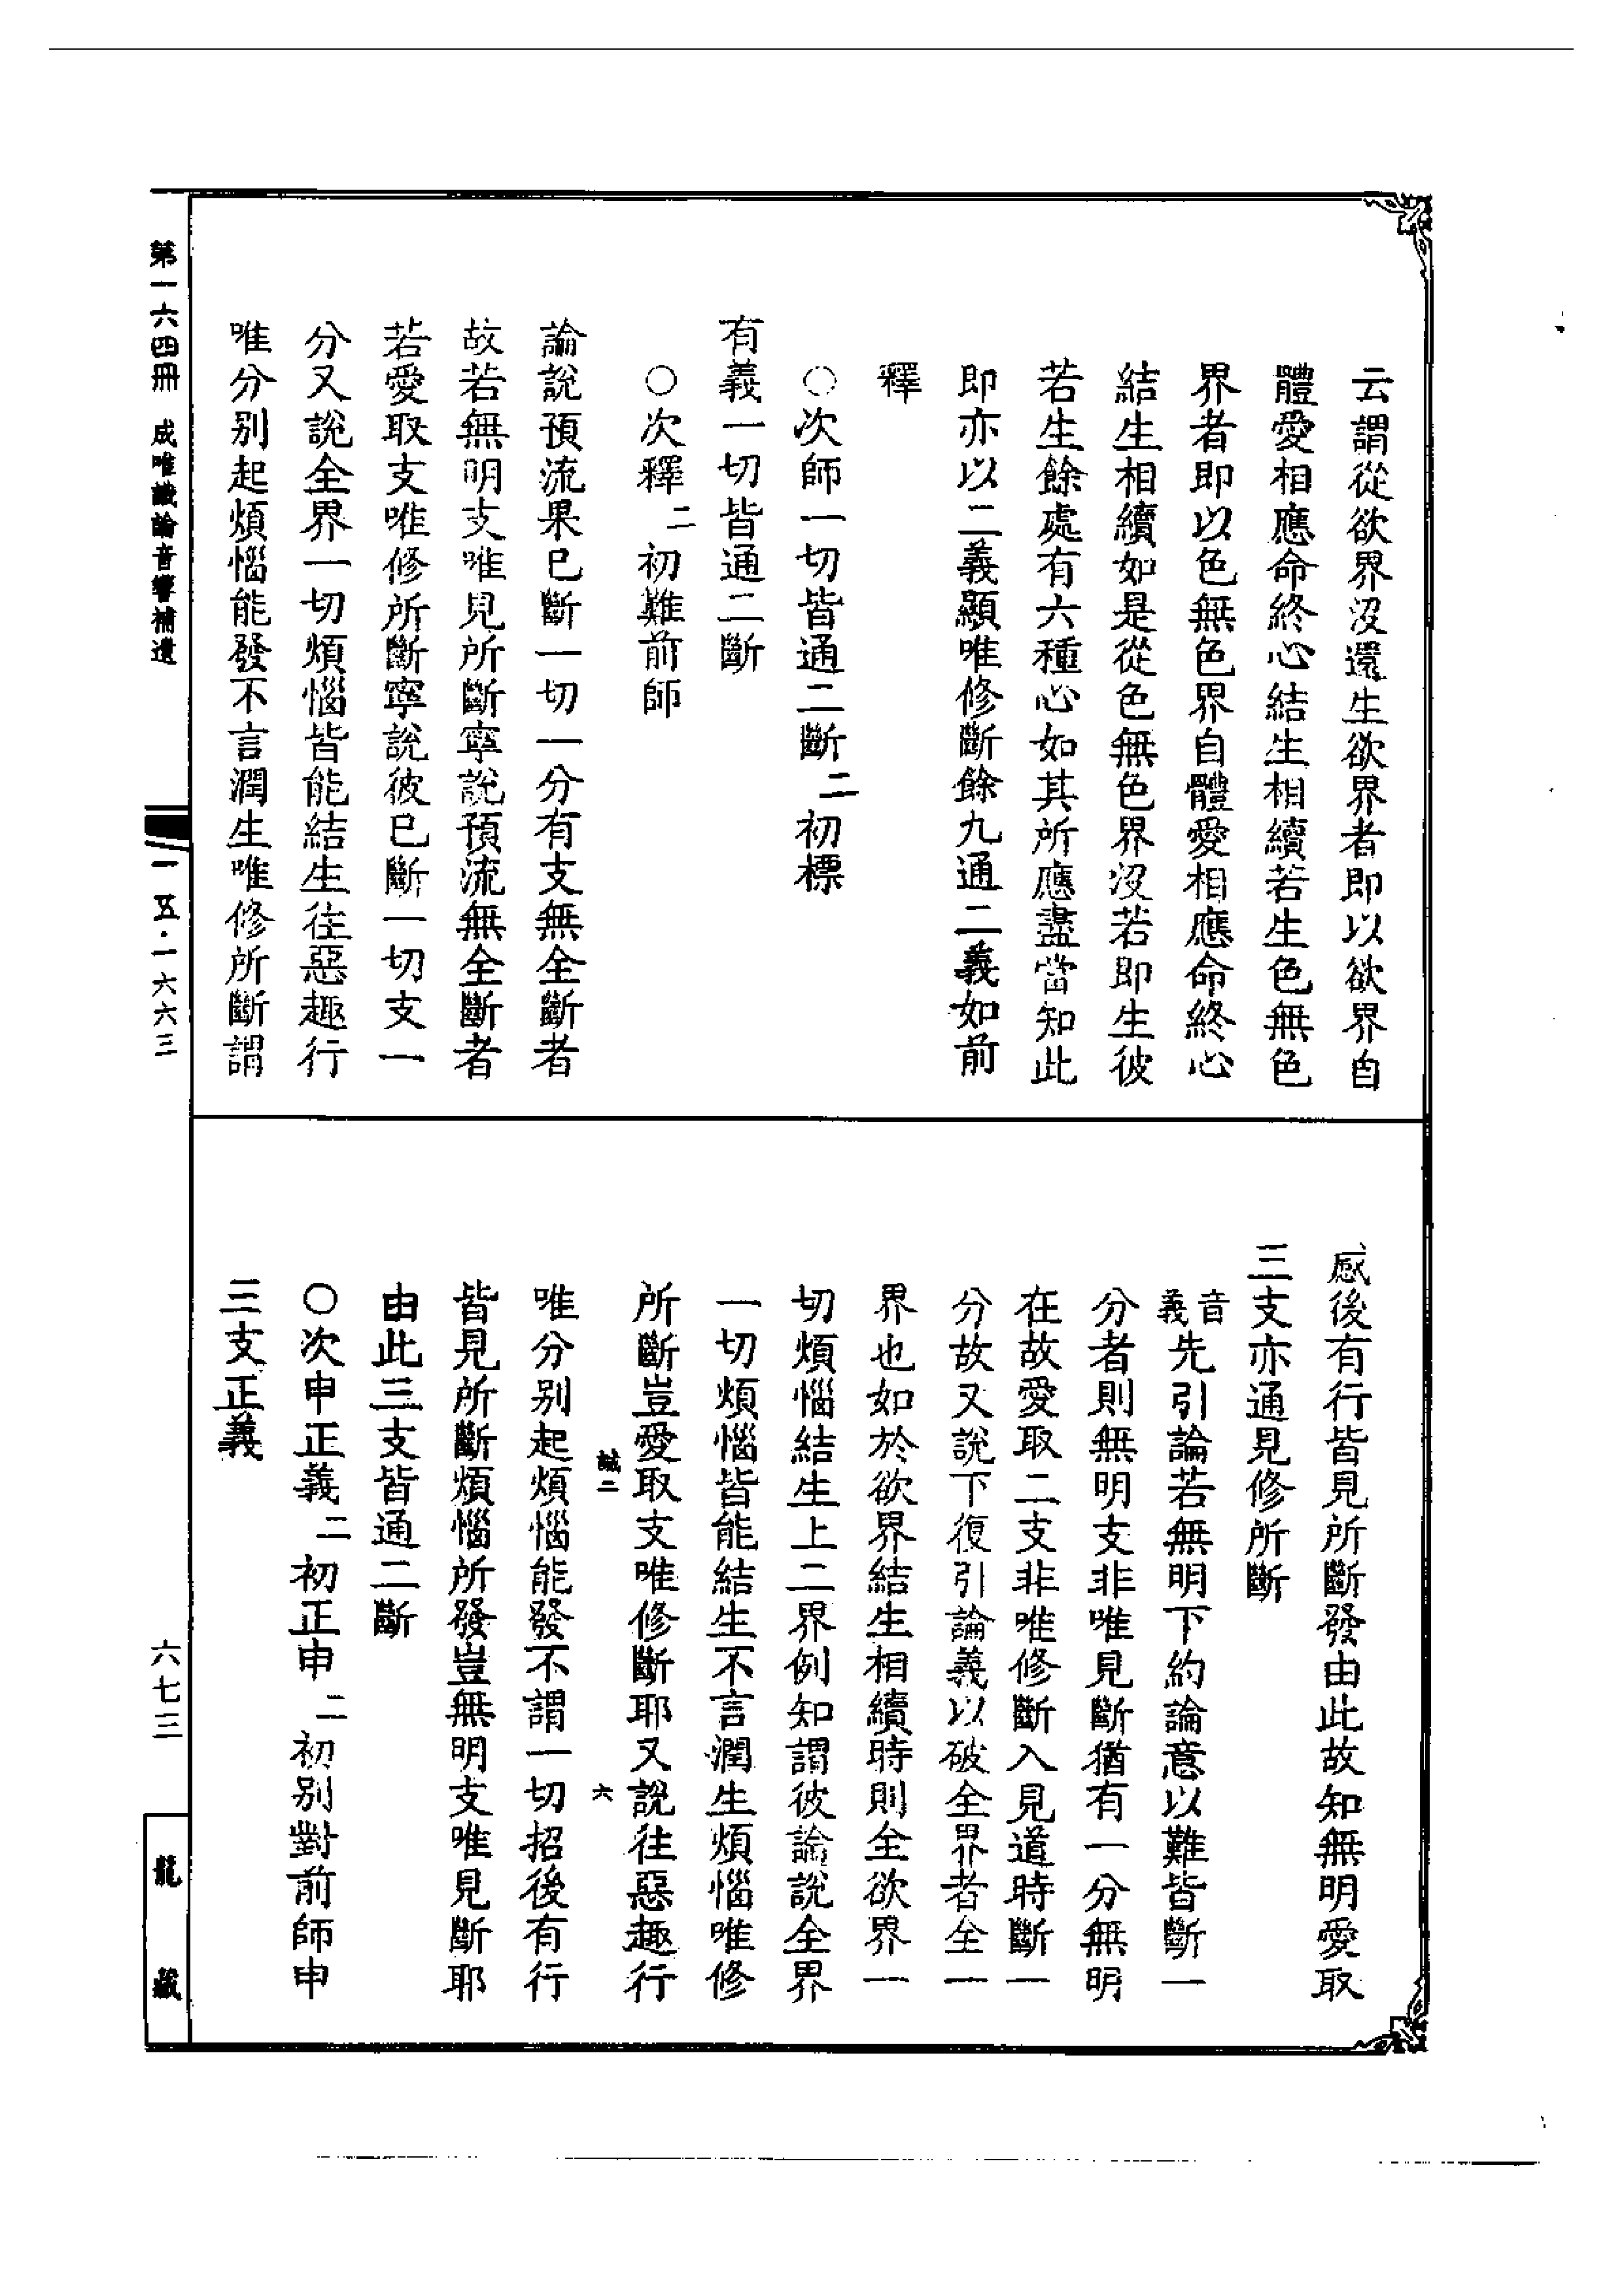 云謂從欲界沒還生欲界者即以欲界自
體愛相應命終心結生相續若生色無色
界者即以色無色界自體愛相應命終心
結生相續如是從色無色界沒若即生彼
若生餘處有六種心如其所應盡當知此
即亦以二義顯唯修斷餘九通二義如前
釋
○次師一切皆通二斷二初標
有義一切皆通二斷
○次釋二初難前師
論說預流果已斷一切一分有支無全斷者
故若無明支唯見所斷寧說預流無全斷者
若愛取支唯修所斷寧說彼已斷一切支一
分又說全界一切煩惱皆能結生往惡趣行
唯分別起煩惱能發不言潤生唯修所斷謂
感後有行皆見所斷發由此故知無明愛取
三支亦通見修所斷
音義先引論若無明下約論意以難皆斷一
分者則無明支非唯見斷猶有一分無明
在故愛取二支非唯修斷入見道時斷一
分故又說下復引論義以破全界者全一
界也如於欲界結生相續時則全欲界一
切煩惱結生上二界例知謂彼論說全界
一切煩惱皆能結生不言潤生煩惱唯修
所斷豈愛取支唯修斷耶又說往惡趣行
誠二 六
唯分別起煩惱能發不謂一切招後有行
皆見所斷煩惱所發豈無明支唯見斷耶
由此三支皆通二斷
○次申正義二初正申二初別對前師申
三支正義
第一六四冊 成唯識論音響補遺
一五·一六六三
六七三
龍藏